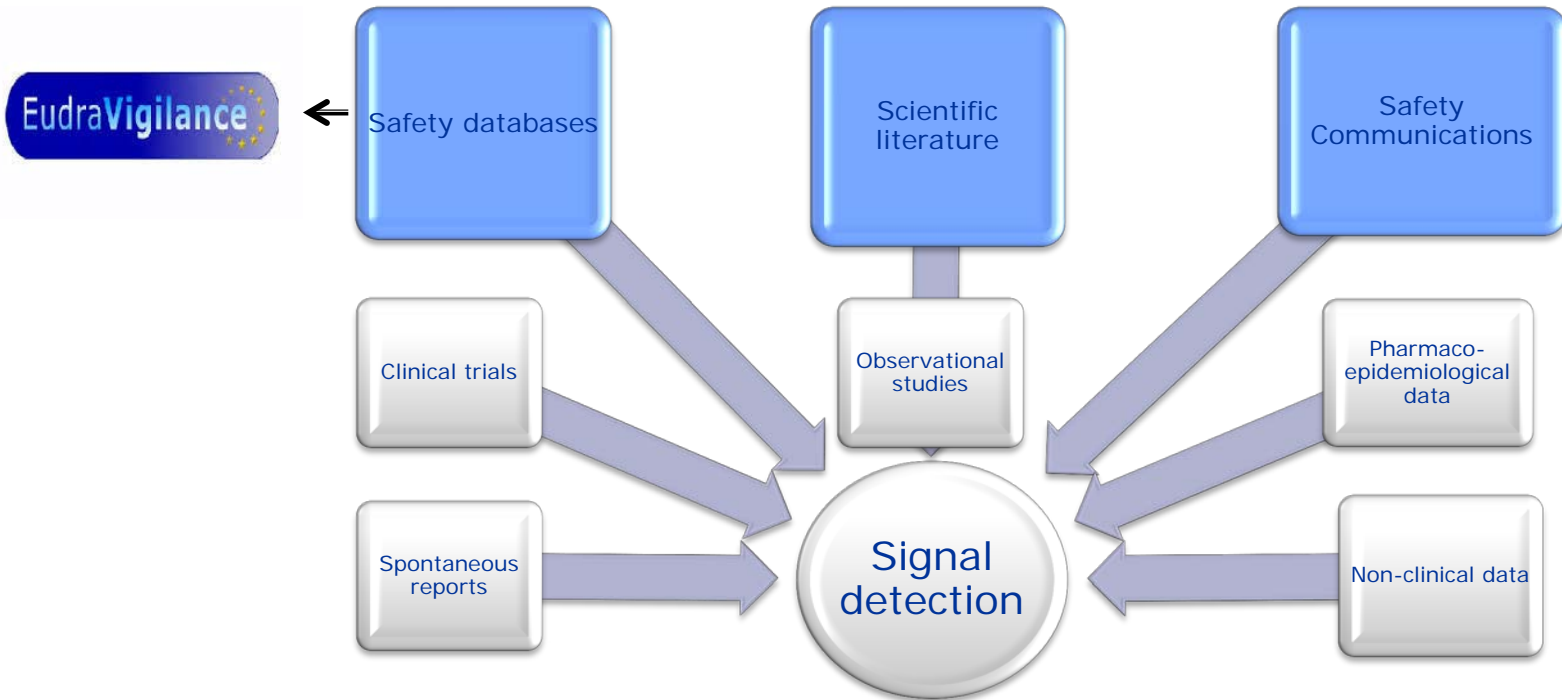 EudraVigilance
Safety databases
Scientific
literature
Safety
Communications
Clinical trials
Observational
studies
Pharmaco-
epidemiological
data
Spontaneous
reports
Signal
detection
Non-clinical data